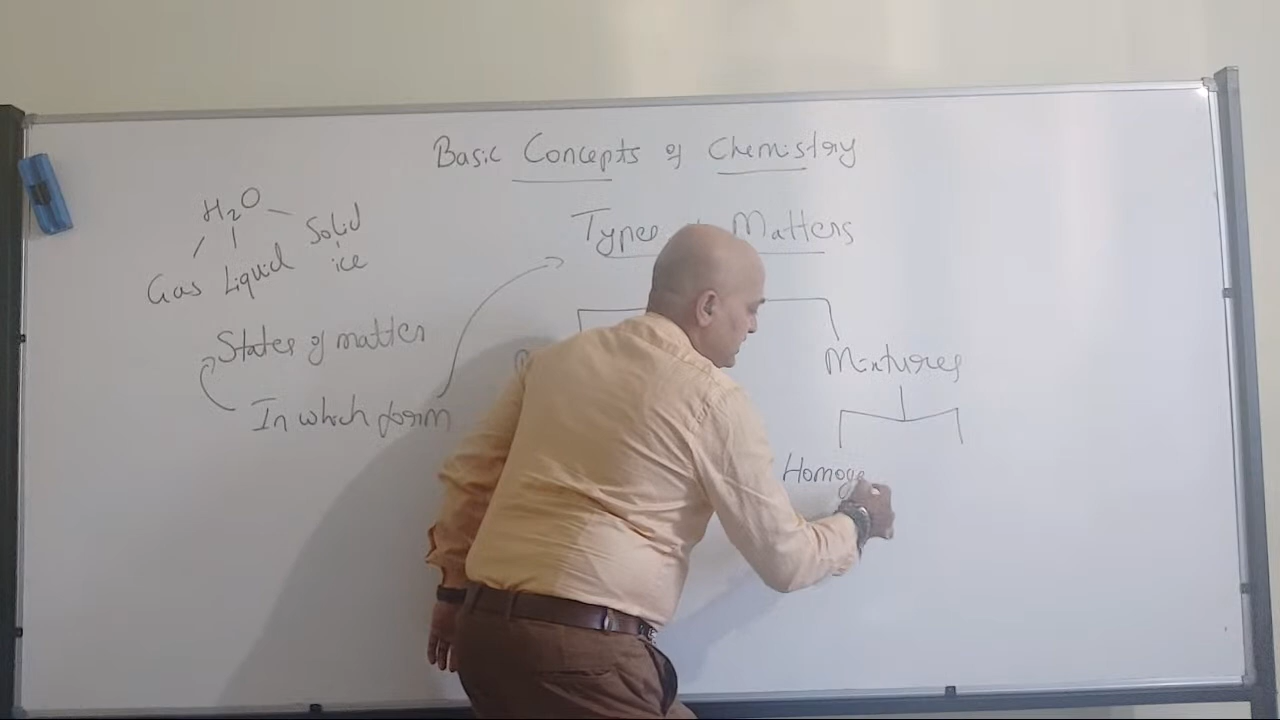 Basic Concepts of Chemistry
Types Matters
H₂O
Gas Liquid Solid
ice
States of matter
In which form
Mixtures
Homoge